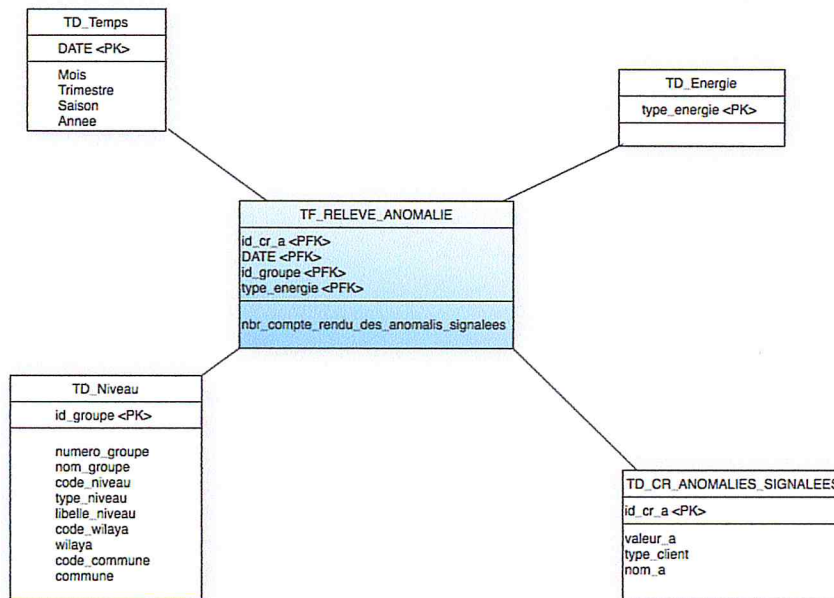 TD_Temps
DATE <PK>
Mois
Trimestre
Saison
Annee
TD_Energie
type_energie <PK>
TF_RELEVE_ANOMALIE
id_cr_a <PFK>
DATE <PFK>
id_groupe <PFK>
type_energie <PFK>
nbr_compte_rendu_des_anomalis_signalees
TD_Niveau
id_groupe <PK>
numero_groupe
nom_groupe
code_niveau
type_niveau
libelle_niveau
code_wilaya
wilaya
code_commune
commune
TD_CR_ANOMALIES_SIGNALEES
id_cr_a <PK>
valeur_a
type_client
nom_a